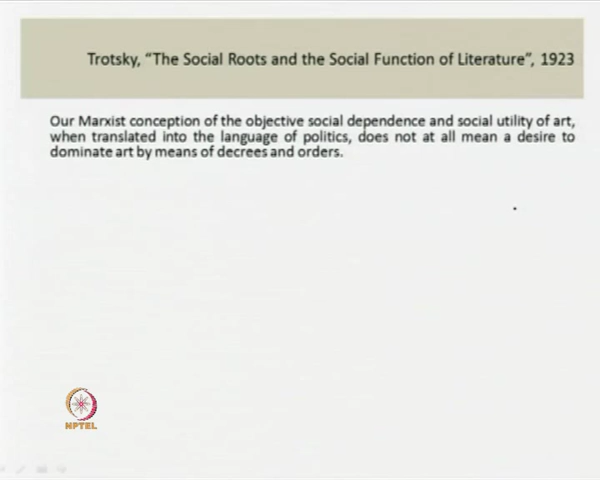 Trotsky, “The Social Roots and the Social Function of Literature”, 1923
Our Marxist conception of the objective social dependence and social utility of art,
when translated into the language of politics, does not at all mean a desire to
dominate art by means of decrees and orders.
NPTEL